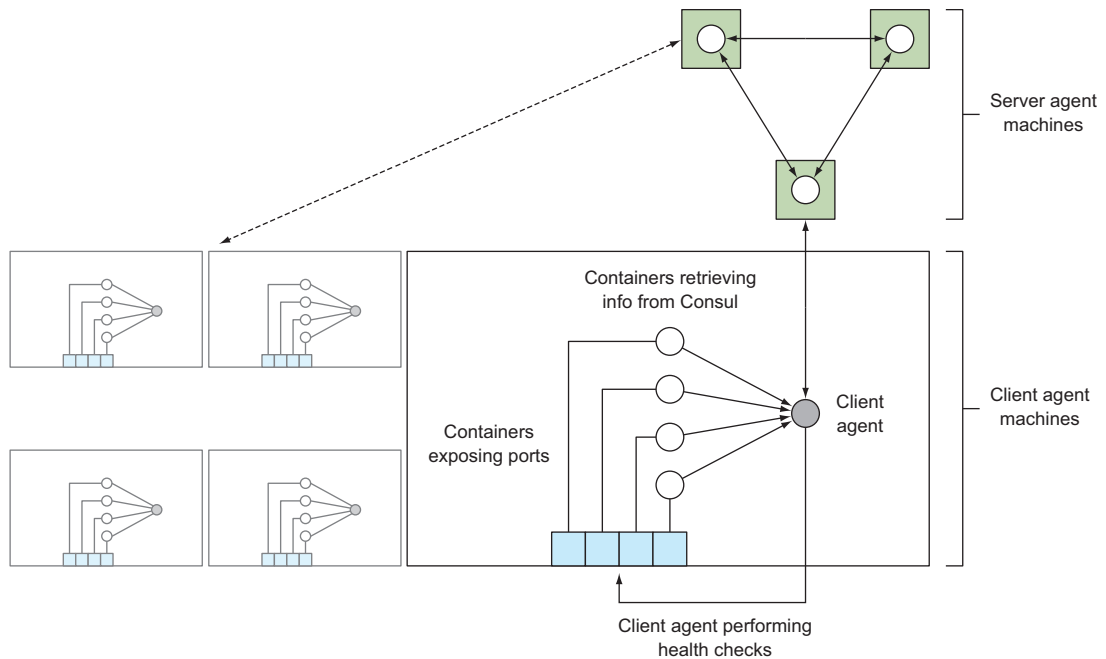 Server agent
machines
Containers retrieving
info from Consul
Client
agent
Containers
exposing ports
Client agent
machines
Client agent performing
health checks